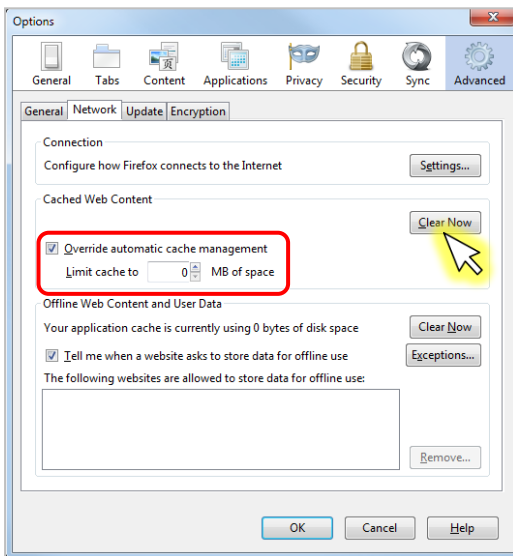 Options
General Tabs Content Applications Privacy Security Sync Advanced
General Network Update Encryption
Connection
Configure how Firefox connects to the Internet Settings...
Cached Web Content
Clear Now
Override automatic cache management
Limit cache to 0 MB of space
Offline Web Content and User Data
Your application cache is currently using 0 bytes of disk space Clear Now
Tell me when a website asks to store data for offline use Exceptions...
The following websites are allowed to store data for offline use:
Remove...
OK Cancel Help